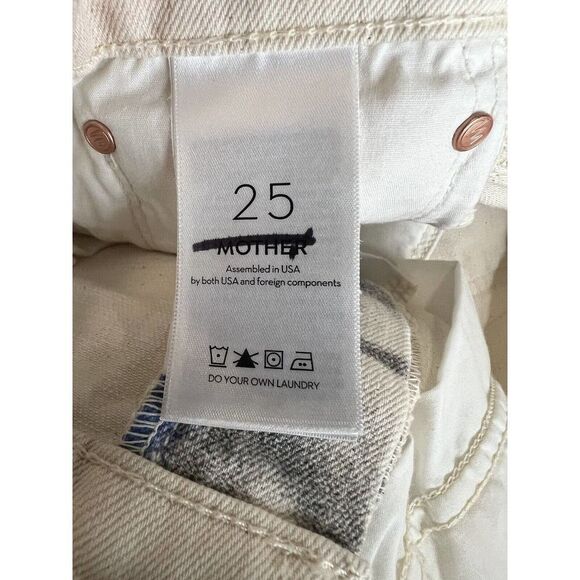 25
MOTHER
Assembled in USA
by both USA and foreign components
DO YOUR OWN LAUNDRY